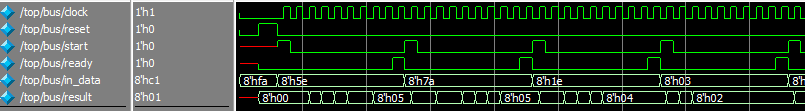 /top/bus/clock 1'h1
/top/bus/reset 1'h0
/top/bus/start 1'h0
/top/bus/ready 1'h0
/top/bus/in_data 8'hc1 8'hfa 8'h5e 8'h7a 8'h1e 8'h03
/top/bus/result 8'h01 8'h00 8'h05 8'h05 8'h04 8'h02